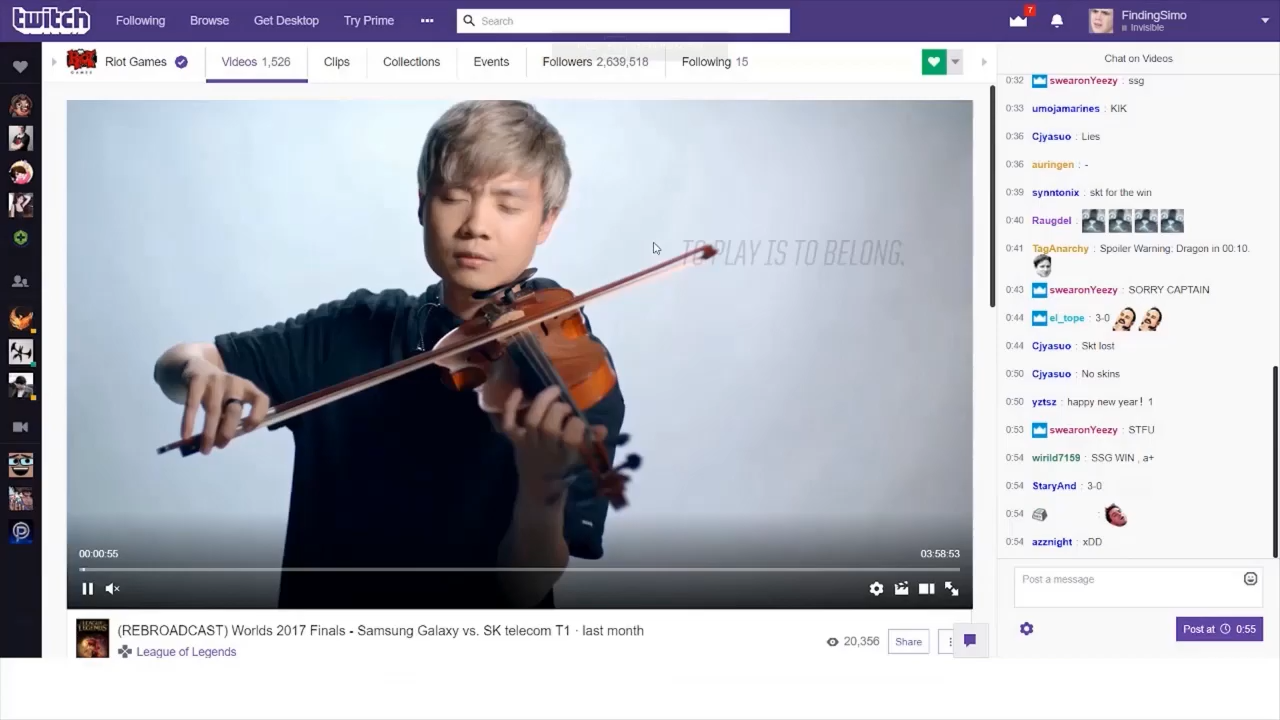 twitch
Following
Browse
Get Desktop
Try Prime
Search
7
FindingSimo
Invisible
RIOT GAMES
Riot Games
Videos 1,526
Clips
Collections
Events
Followers 2,639,518
Following 15
Chat on Videos
TO PLAY IS TO BELONG.
0:32 swearonYeezy : ssg
0:33 umojamarines : KIK
0:36 Cjyasuo : Lies
0:36 auringen : -
0:39 synntonix : skt for the win
0:40 Raugdel :
0:41 TagAnarchy : Spoiler Warning: Dragon in 00:10.
0:43 swearonYeezy : SORRY CAPTAIN
0:44 el_tope : 3-0
0:44 Cjyasuo : Skt lost
0:50 Cjyasuo : No skins
0:50 yztsz : happy new year! 1
0:53 swearonYeezy : STFU
0:54 wirild7159 : SSG WIN , a+
0:54 StaryAnd : 3-0
0:54 :
0:54 azznight : xDD
00:00:55
03:58:53
Post a message
Post at 0:55
(REBROADCAST) Worlds 2017 Finals - Samsung Galaxy vs. SK telecom T1 · last month
League of Legends
20,356
Share